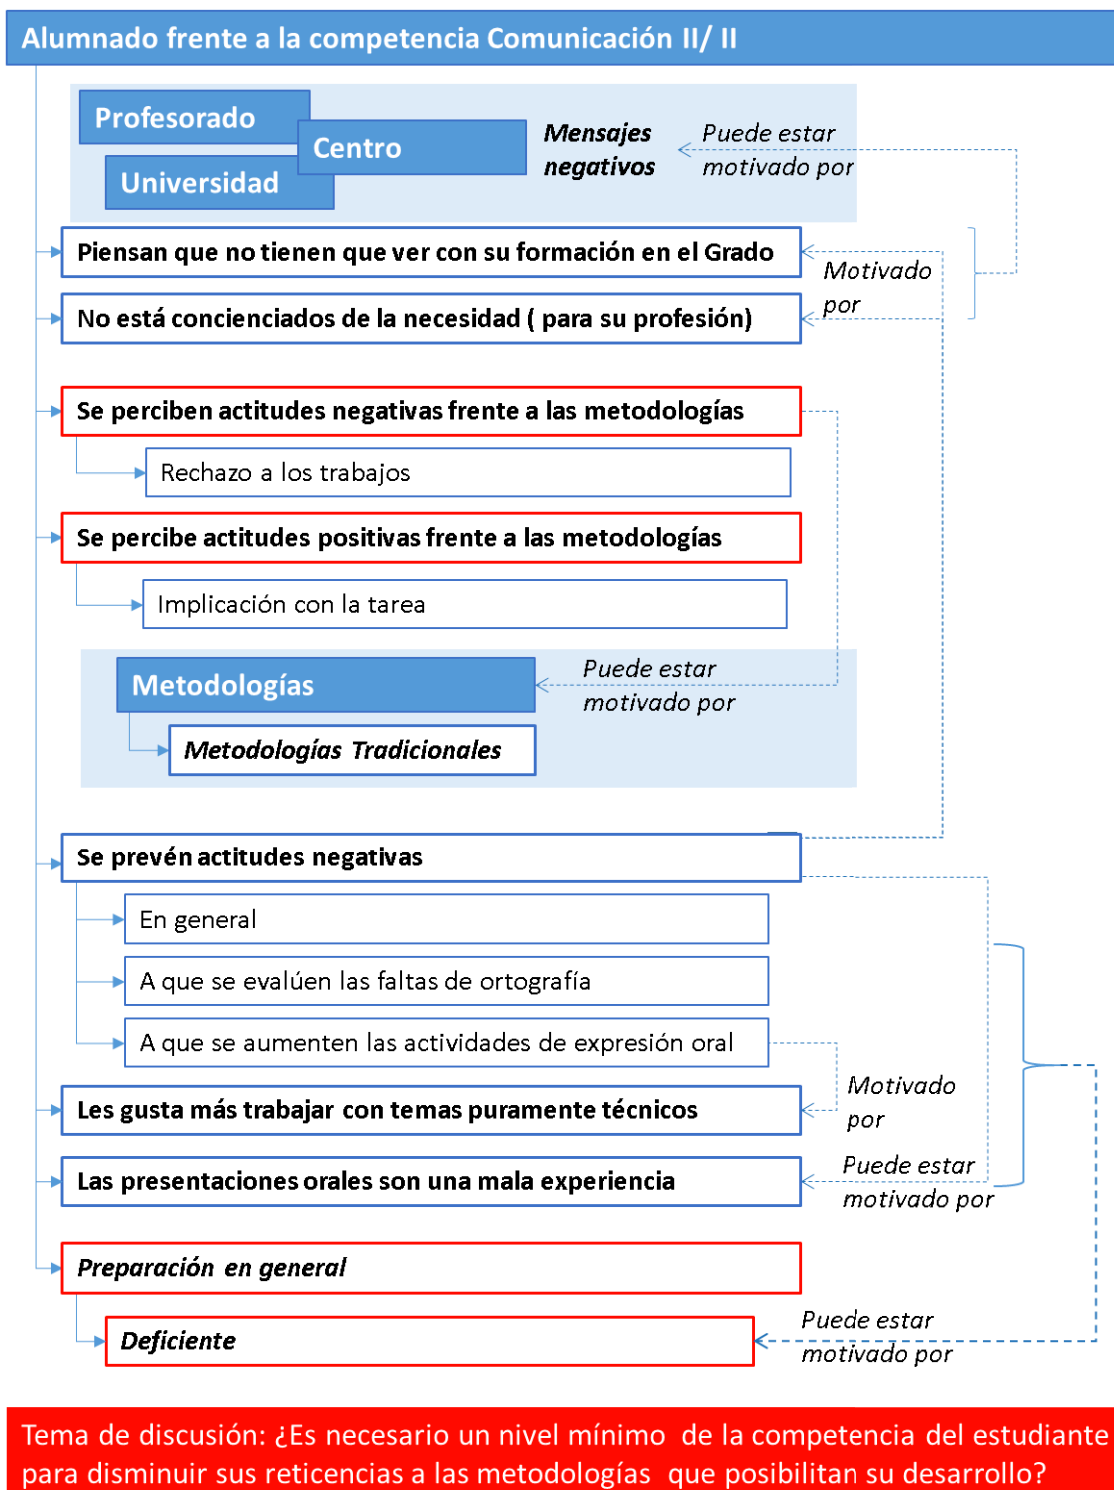 Alumnado frente a la competencia Comunicación II/ II
Profesorado
Centro
Universidad
Mensajes
negativos
Puede estar
motivado por
Piensan que no tienen que ver con su formación en el Grado
Motivado
por
No está concienciados de la necesidad ( para su profesión)
Se perciben actitudes negativas frente a las metodologías
Rechazo a los trabajos
Se percibe actitudes positivas frente a las metodologías
Implicación con la tarea
Metodologías
Puede estar
motivado por
Metodologías Tradicionales
Se prevén actitudes negativas
En general
A que se evalúen las faltas de ortografía
A que se aumenten las actividades de expresión oral
Motivado
por
Les gusta más trabajar con temas puramente técnicos
Las presentaciones orales son una mala experiencia
Puede estar
motivado por
Preparación en general
Deficiente
Puede estar
motivado por
Tema de discusión: ¿Es necesario un nivel mínimo de la competencia del estudiante
para disminuir sus reticencias a las metodologías que posibilitan su desarrollo?